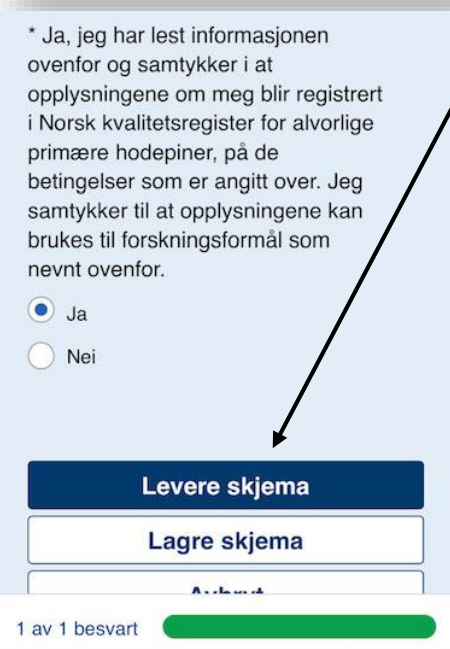 * Ja, jeg har lest informasjonen
ovenfor og samtykker i at
opplysningene om meg blir registrert
i Norsk kvalitetsregister for alvorlige
primære hodepiner, på de
betingelser som er angitt over. Jeg
samtykker til at opplysningene kan
brukes til forskningsformål som
nevnt ovenfor.
Ja
Nei
Levere skjema
Lagre skjema
1 av 1 besvart